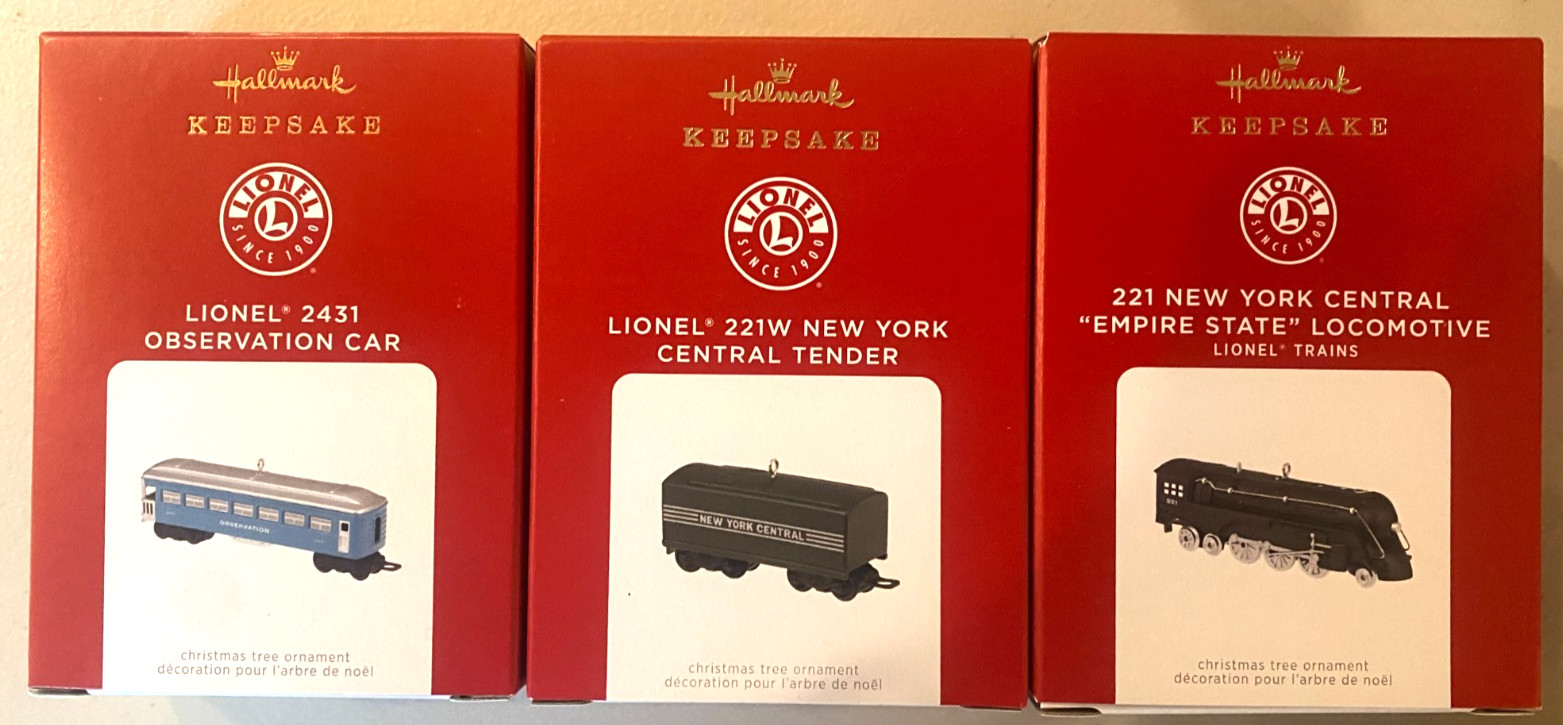 Hallmark
KEEPSAKE
LIONEL
L
SINCE 1900
LIONEL® 2431
OBSERVATION CAR
OBSERVATION
christmas tree ornament
décoration pour l'arbre de noël
Hallmark
KEEPSAKE
LIONEL
L
SINCE 1900
LIONEL® 221W NEW YORK
CENTRAL TENDER
NEW YORK CENTRAL
christmas tree ornament
décoration pour l'arbre de noël
Hallmark
KEEPSAKE
LIONEL
L
SINCE 1900
221 NEW YORK CENTRAL
“EMPIRE STATE” LOCOMOTIVE
LIONEL® TRAINS
221
christmas tree ornament
décoration pour l'arbre de noël